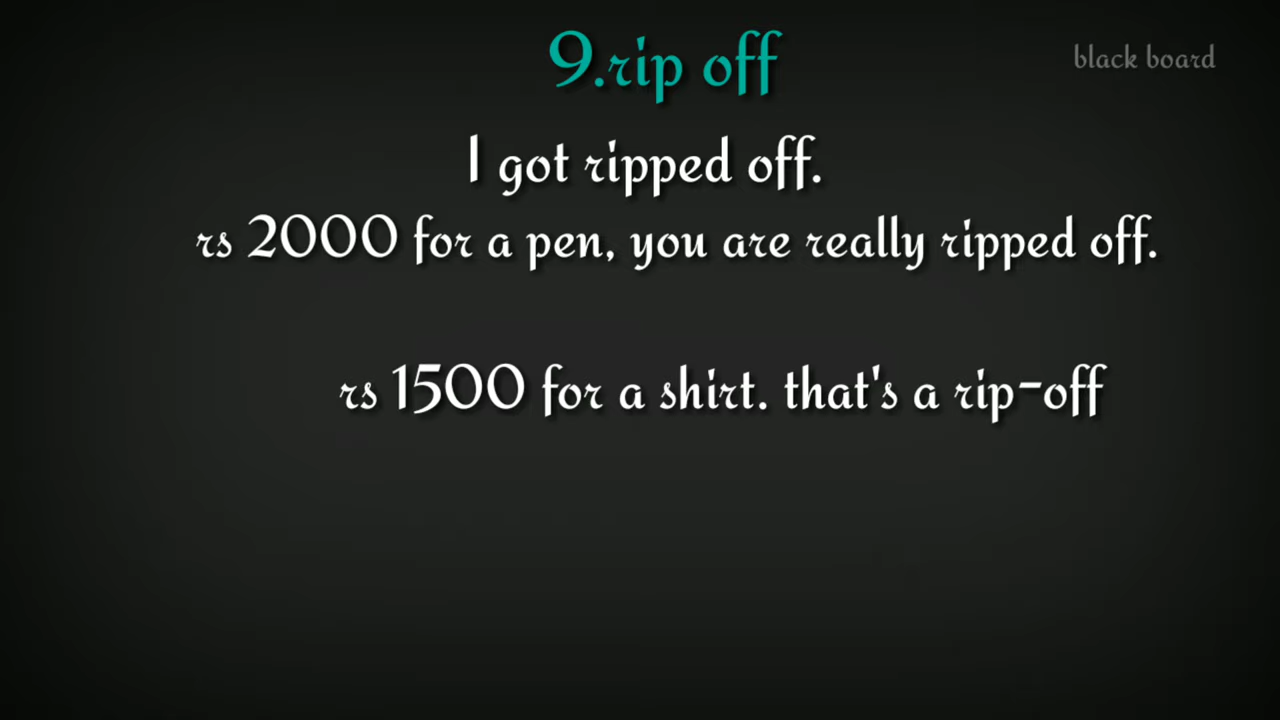 9.rip off
black board
I got ripped off.
rs 2000 for a pen, you are really ripped off.
rs 1500 for a shirt. that's a rip-off